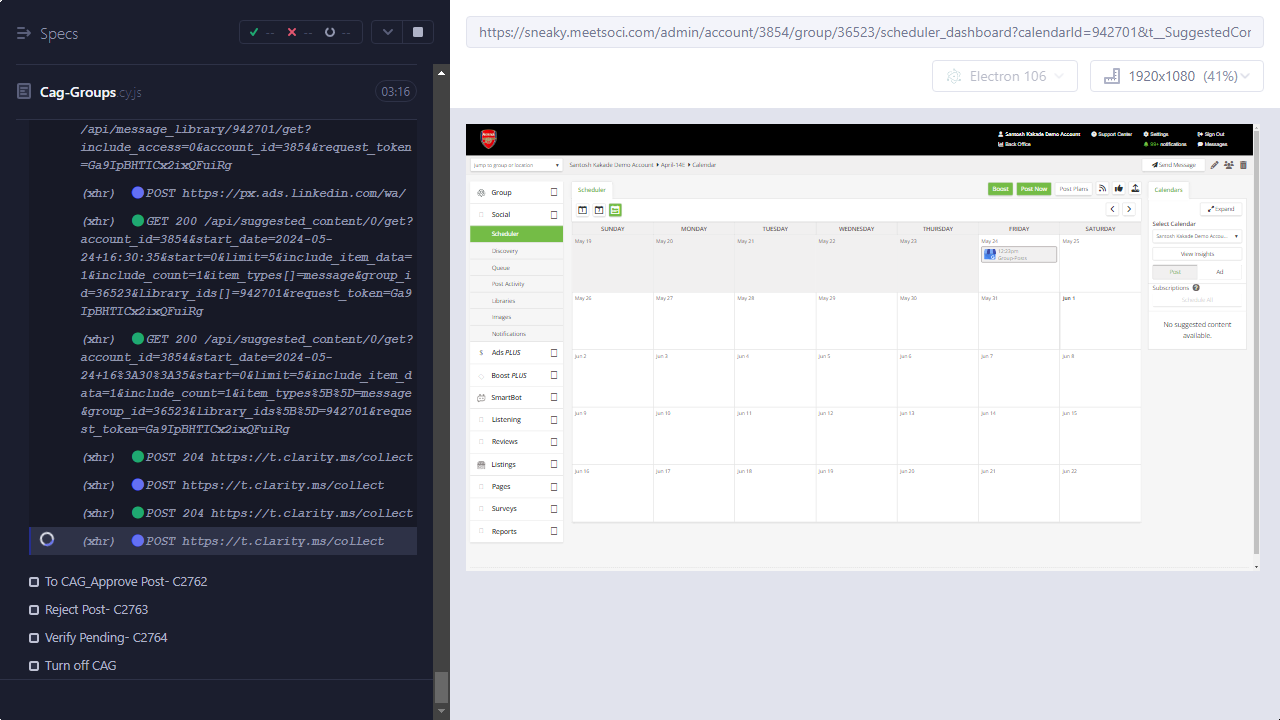 Specs
--
--
--
https://sneaky.meetsoci.com/admin/account/3854/group/36523/scheduler_dashboard?calendarId=942701&t__SuggestedCor
Electron 106
1920x1080 (41%)
Cag-Groups.cy.js
03:16
/api/message_library/942701/get?
include_access=0&account_id=3854&request_token
=Ga9IpBHTICx2ixQFuiRg
(xhr) POST https://px.ads.linkedin.com/wa/
(xhr) GET 200 /api/suggested_content/0/get?
account_id=3854&start_date=2024-05-
24+16:30:35&start=0&limit=5&include_item_date=
1&include_count=1&item_types[]=message&group_i
d=36523&library_ids[]=942701&request_token=Ga9
IpBHTICx2ixQFuiRg
(xhr) GET 200 /api/suggested_content/0/get?
account_id=3854&start_date=2024-05-
24+16%3A30%3A35&start=0&limit=5&include_item_d
ata=1&include_count=1&item_types%5B%5D=message
&group_id=36523&library_ids%5B%5D=942701&reque
st_token=Ga9IpBHTICx2ixQFuiRg
(xhr) POST 204 https://t.clarity.ms/collect
(xhr) POST https://t.clarity.ms/collect
(xhr) POST 204 https://t.clarity.ms/collect
(xhr) POST https://t.clarity.ms/collect
To CAG_Approve Post- C2762
Reject Post- C2763
Verify Pending- C2764
Turn off CAG
Santosh Kakade Demo Account
Support Center
Settings
Sign Out
Back Office
99+ notifications
Messages
Jump to group or location
Santosh Kakade Demo Account
April-14E
Calendar
Send Message
Group
Social
Scheduler
Discovery
Queue
Post Activity
Libraries
Images
Notifications
Ads PLUS
Boost PLUS
SmartBot
Listening
Reviews
Listings
Pages
Surveys
Reports
Scheduler
Boost
Post Now
Post Plans
SUNDAY MONDAY TUESDAY WEDNESDAY THURSDAY FRIDAY SATURDAY
May 19 May 20 May 21 May 22 May 23 May 24 May 25
12:23pm
Group-Posts
May 26 May 27 May 28 May 29 May 30 May 31 Jun 1
Jun 2 Jun 3 Jun 4 Jun 5 Jun 6 Jun 7 Jun 8
Jun 9 Jun 10 Jun 11 Jun 12 Jun 13 Jun 14 Jun 15
Jun 16 Jun 17 Jun 18 Jun 19 Jun 20 Jun 21 Jun 22
Calendars
Expand
Select Calendar
Santosh Kakade Demo Accou...
View Insights
Post
Ad
Subscriptions
Schedule All
No suggested content
available.